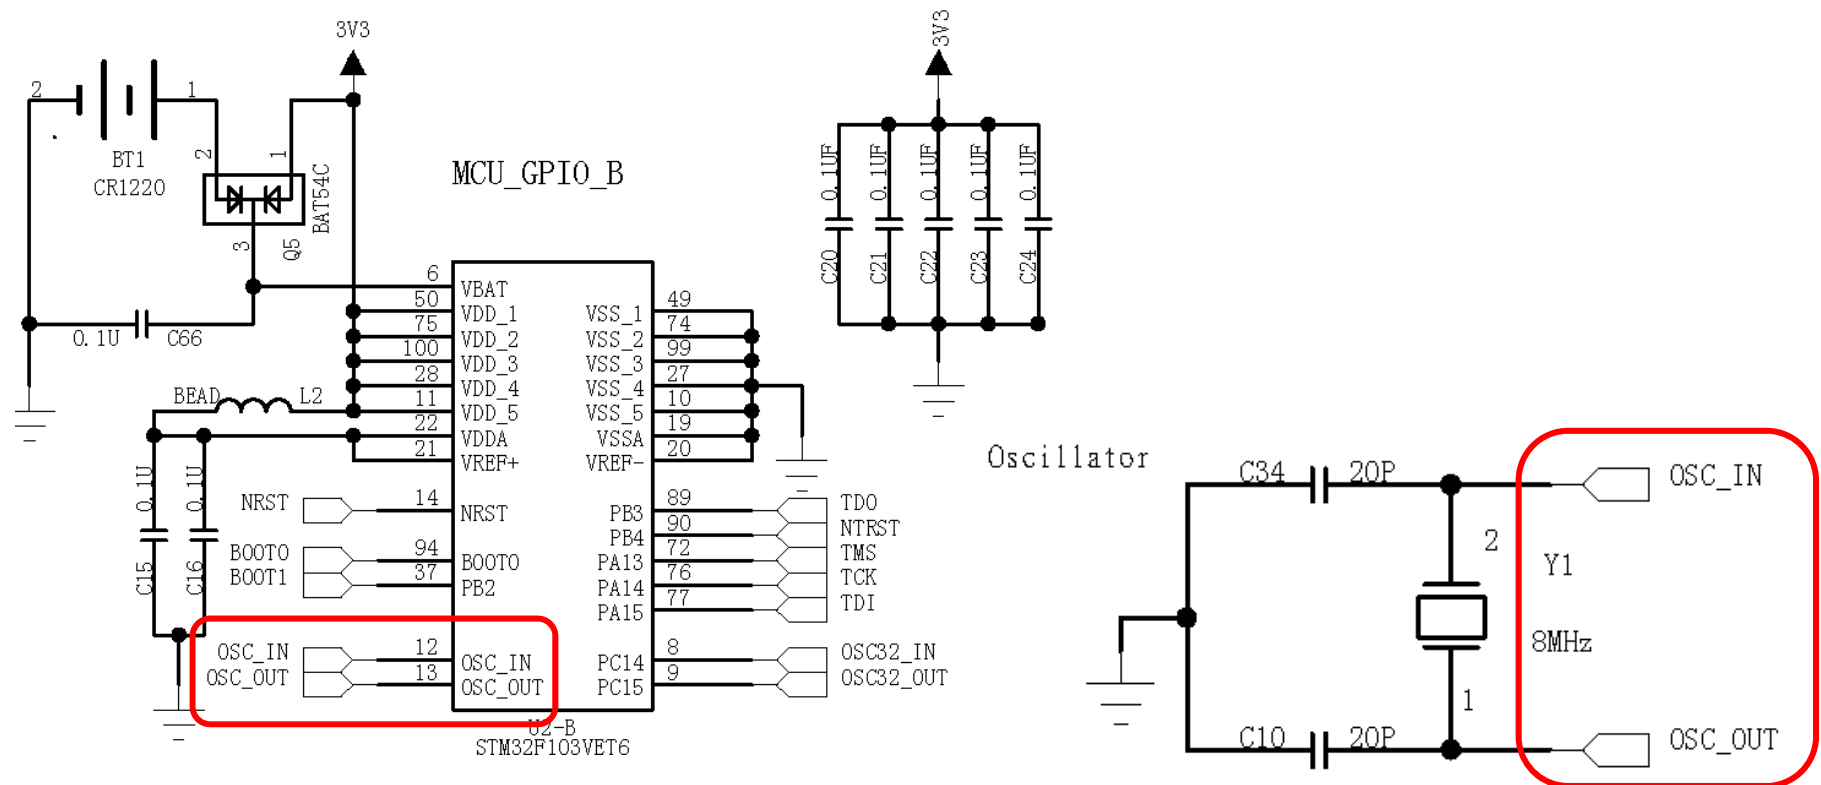 3V3
2
1
BT1
CR1220
2
1
BAT54C
3
Q5
0.1U
C66
MCU_GPIO_B
6
VBAT
50
VDD_1
75
VDD_2
100
VDD_3
28
VDD_4
11
VDD_5
22
VDDA
21
VREF+
BEAD
L2
0.1U
0.1U
C15
C16
NRST
14
NRST
BOOT0
94
BOOT0
BOOT1
37
PB2
OSC_IN
12
OSC_IN
OSC_OUT
13
OSC_OUT
VSS_1
49
VSS_2
74
VSS_3
99
VSS_4
27
VSS_5
10
VSSA
19
VREF-
20
PB3
89
TDO
PB4
90
NTRST
PA13
72
TMS
PA14
76
TCK
PA15
77
TDI
PC14
8
OSC32_IN
PC15
9
OSC32_OUT
U2-B
STM32F103VET6
3V3
0.1UF
0.1UF
0.1UF
0.1UF
0.1UF
C20
C21
C22
C23
C24
Oscillator
C34
20P
OSC_IN
2
Y1
8MHz
1
C10
20P
OSC_OUT